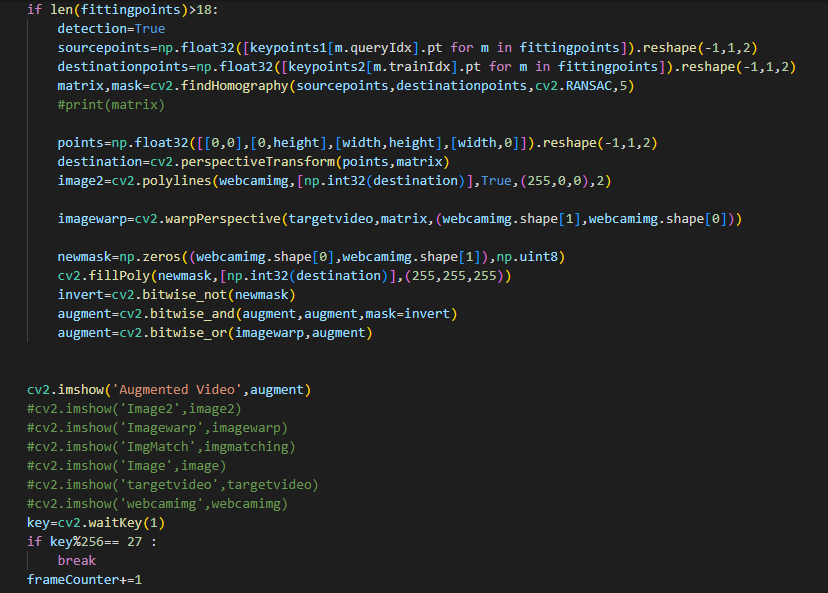 if len(fittingpoints)>18:
detection=True
sourcepoints=np.float32([keypoints1[m.queryIdx].pt for m in fittingpoints]).reshape(-1,1,2)
destinationpoints=np.float32([keypoints2[m.trainIdx].pt for m in fittingpoints]).reshape(-1,1,2)
matrix,mask=cv2.findHomography(sourcepoints,destinationpoints,cv2.RANSAC,5)
#print(matrix)
points=np.float32([[0,0],[0,height],[width,height],[width,0]]).reshape(-1,1,2)
destination=cv2.perspectiveTransform(points,matrix)
image2=cv2.polylines(webcamimg,[np.int32(destination)],True,(255,0,0),2)
imagewarp=cv2.warpPerspective(targetvideo,matrix,(webcamimg.shape[1],webcamimg.shape[0]))
newmask=np.zeros((webcamimg.shape[0],webcamimg.shape[1]),np.uint8)
cv2.fillPoly(newmask,[np.int32(destination)],(255,255,255))
invert=cv2.bitwise_not(newmask)
augment=cv2.bitwise_and(augment,augment,mask=invert)
augment=cv2.bitwise_or(imagewarp,augment)
cv2.imshow('Augmented Video',augment)
#cv2.imshow('Image2',image2)
#cv2.imshow('Imagewarp',imagewarp)
#cv2.imshow('ImgMatch',imgmatching)
#cv2.imshow('Image',image)
#cv2.imshow('targetvideo',targetvideo)
#cv2.imshow('webcamimg',webcamimg)
key=cv2.waitKey(1)
if key%256== 27 :
break
frameCounter+=1